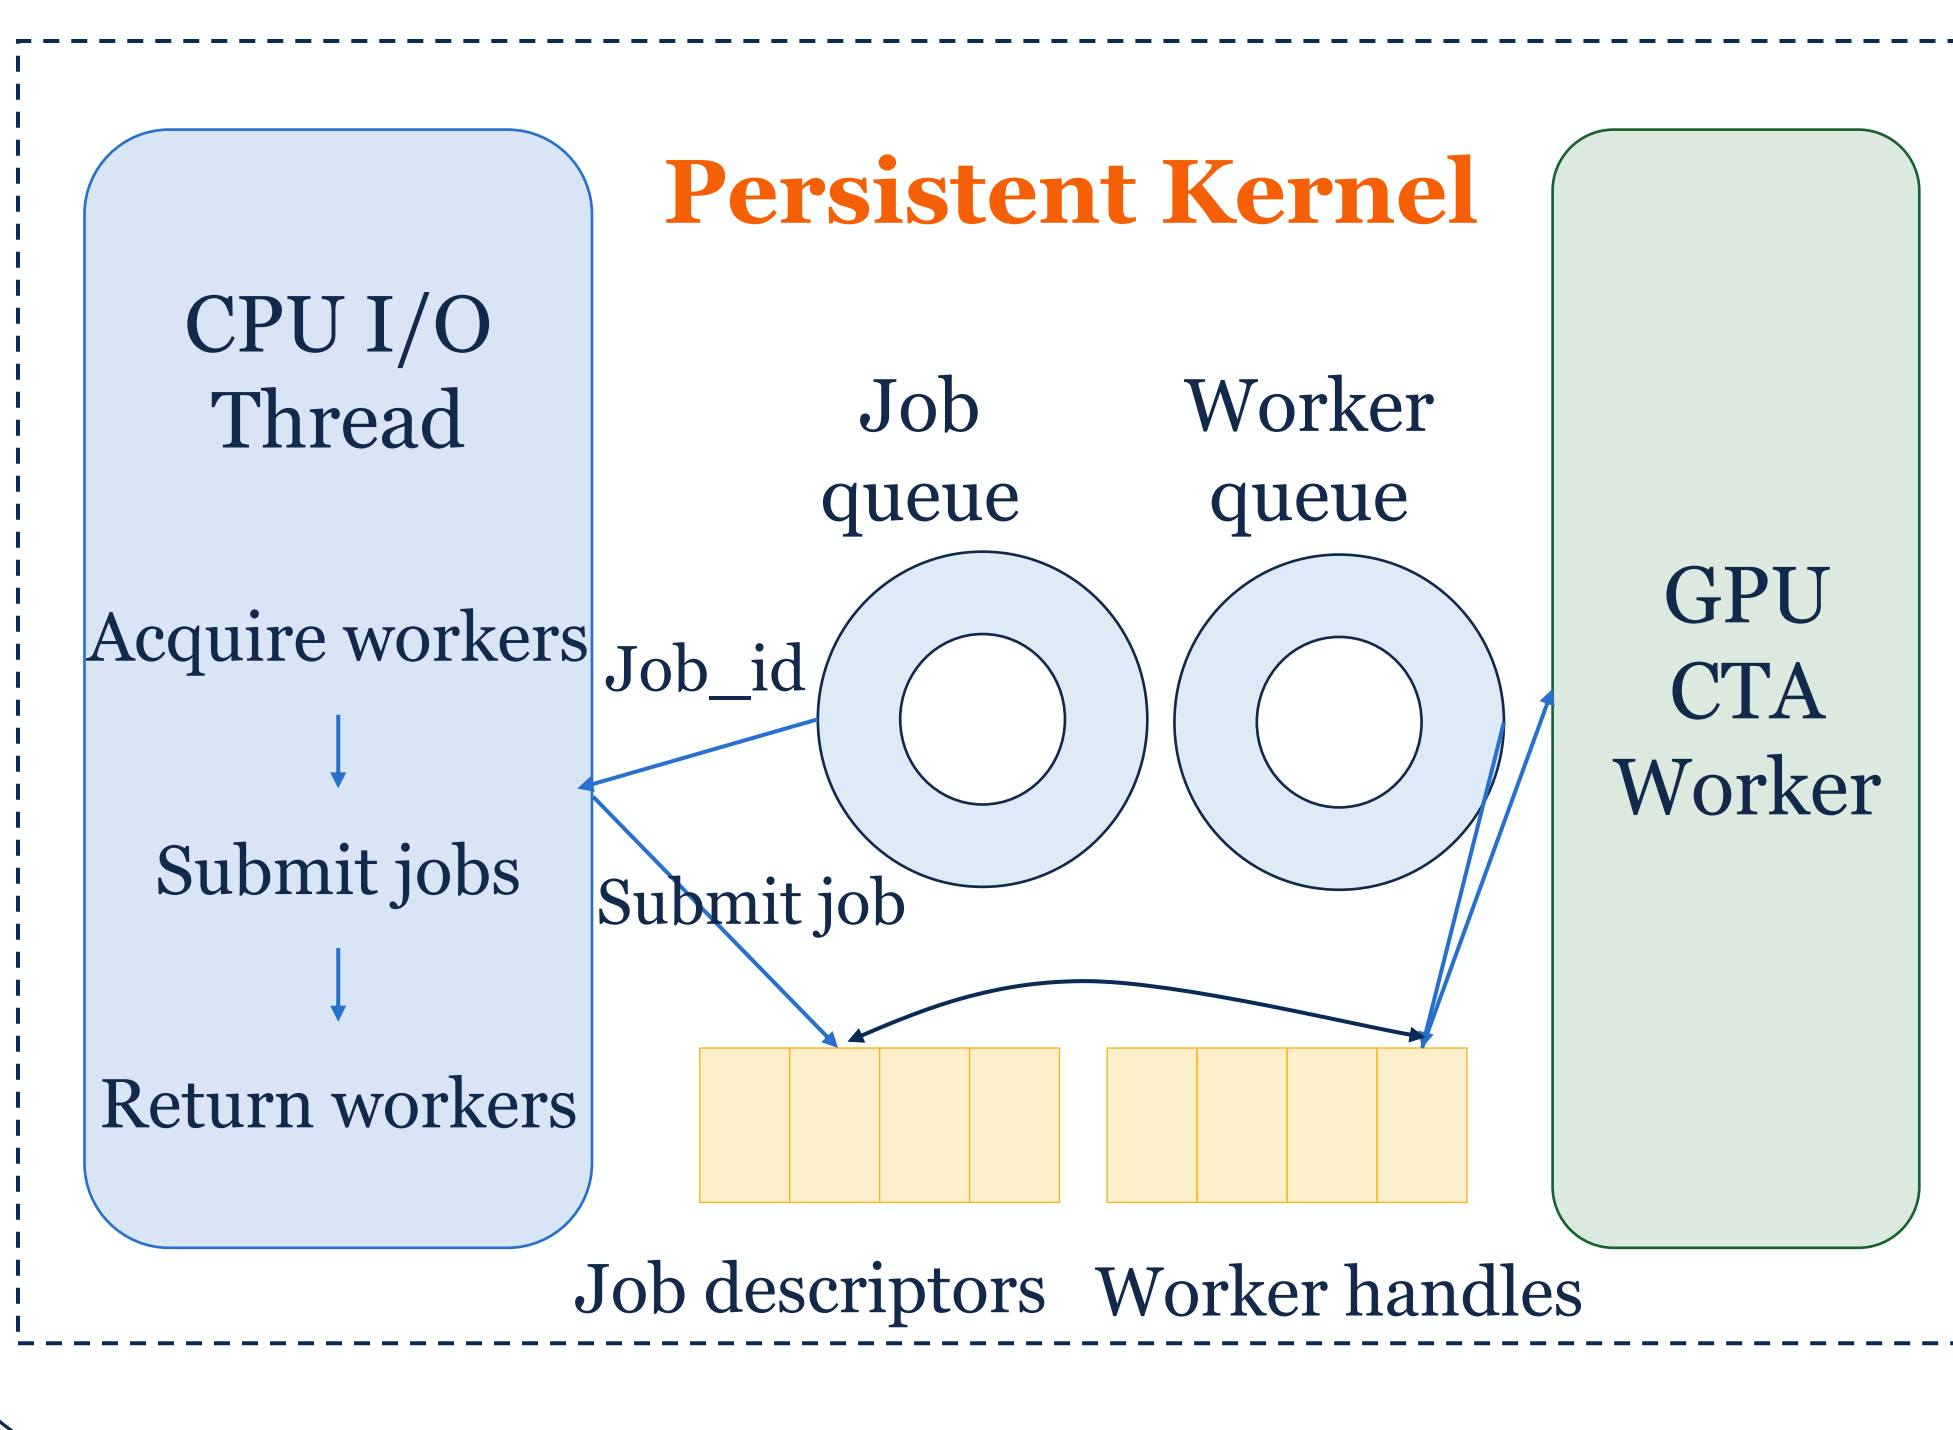 Persistent Kernel
CPU I/O
Thread
Acquire workers
Submit jobs
Return workers
Job
queue
Worker
queue
Job_id
Submit job
Job descriptors
Worker handles
GPU
CTA
Worker